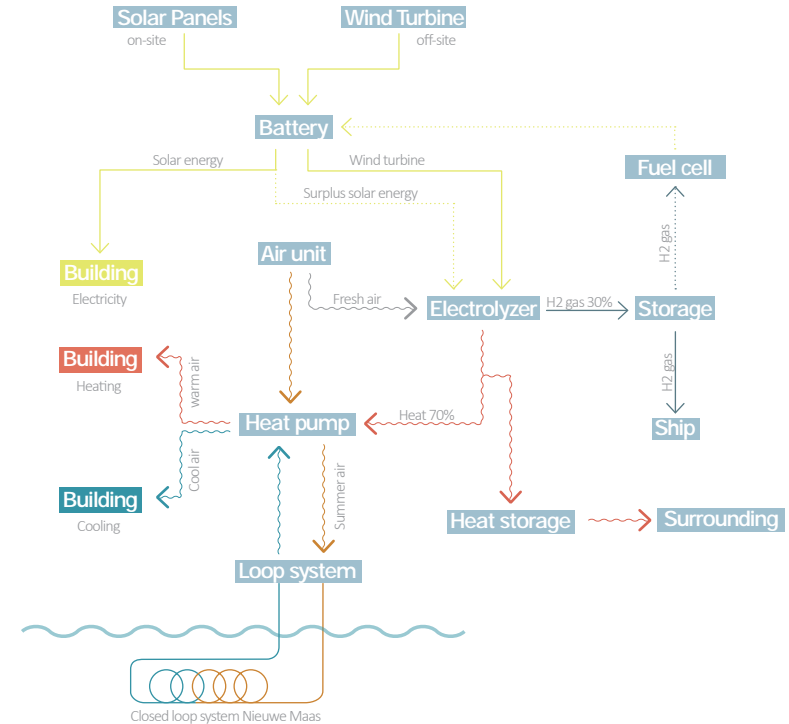 Solar Panels
Wind Turbine
on-site
off-site
Battery
Solar energy
Wind turbine
Fuel cell
Surplus solar energy
H2 gas
Air unit
Building
Electricity
Fresh air
Electrolyzer
H2 gas 30%
Storage
Building
Heating
warm air
H2 gas
Heat pump
Heat 70%
Ship
Cool air
Summer air
Building
Cooling
Heat storage
Surrounding
Loop system
Closed loop system Nieuwe Maas